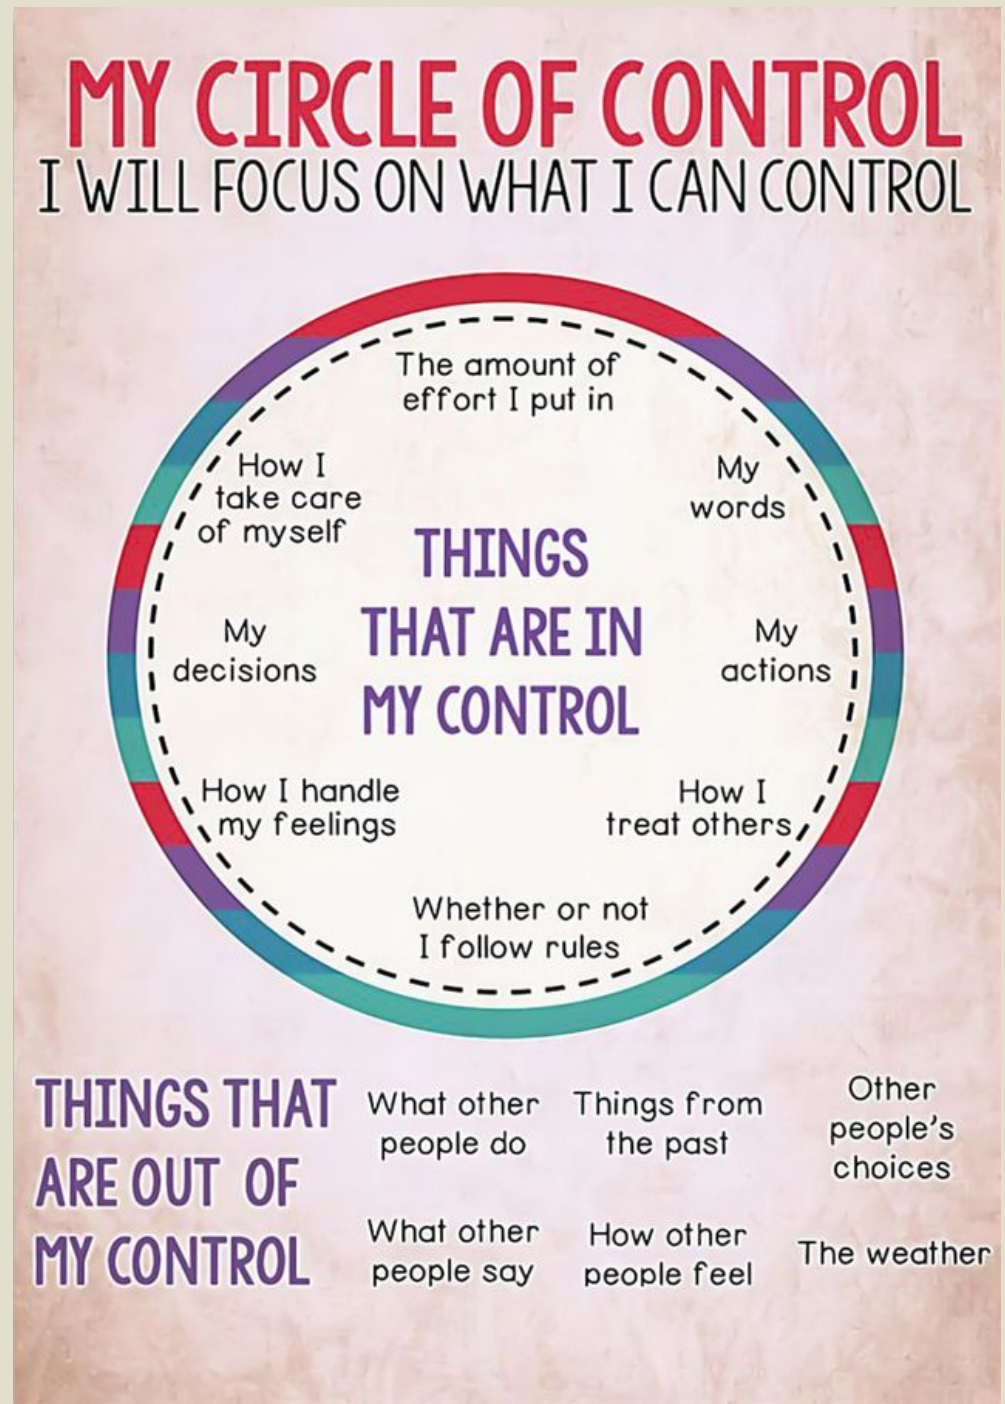 MY CIRCLE OF CONTROL
I WILL FOCUS ON WHAT I CAN CONTROL
The amount of
effort I put in
How I
take care
of myself
My
words
THINGS
THAT ARE IN
MY CONTROL
My
decisions
My
actions
How I handle
my feelings
How I
treat others
Whether or not
I follow rules
THINGS THAT
ARE OUT OF
MY CONTROL
What other
people do
Things from
the past
Other
people's
choices
What other
people say
How other
people feel
The weather